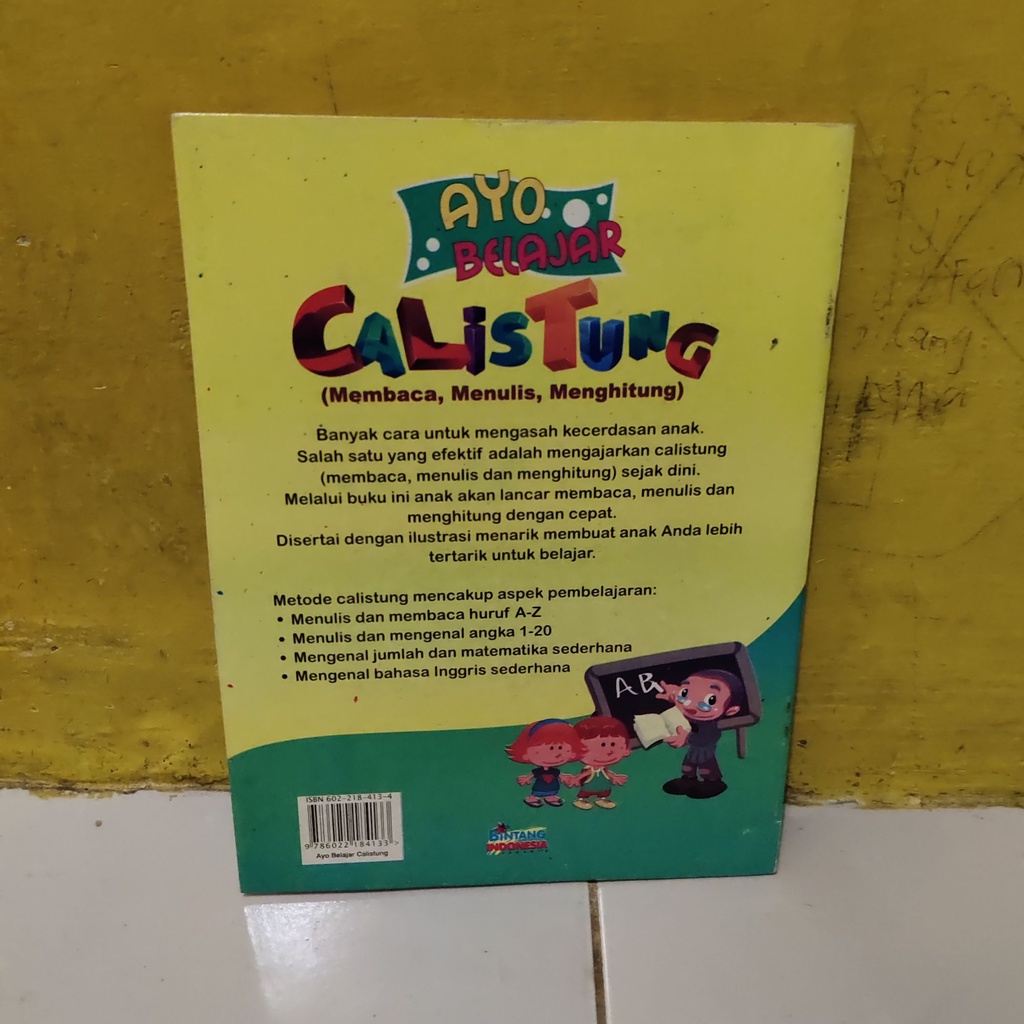 AYO
BELAJAR
CALISTUNG
(Membaca, Menulis, Menghitung)
Banyak cara untuk mengasah kecerdasan anak.
Salah satu yang efektif adalah mengajarkan calistung
(membaca, menulis dan menghitung) sejak dini.
Melalui buku ini anak akan lancar membaca, menulis dan
menghitung dengan cepat.
Disertai dengan ilustrasi menarik membuat anak Anda lebih
tertarik untuk belajar.
Metode calistung mencakup aspek pembelajaran:
• Menulis dan membaca huruf A-Z
• Menulis dan mengenal angka 1-20
• Mengenal jumlah dan matematika sederhana
• Mengenal bahasa Inggris sederhana
AB
ISBN 602-218-413-4
9 786022 184133 >
Ayo Belajar Calistung
BINTANG
INDONESIA